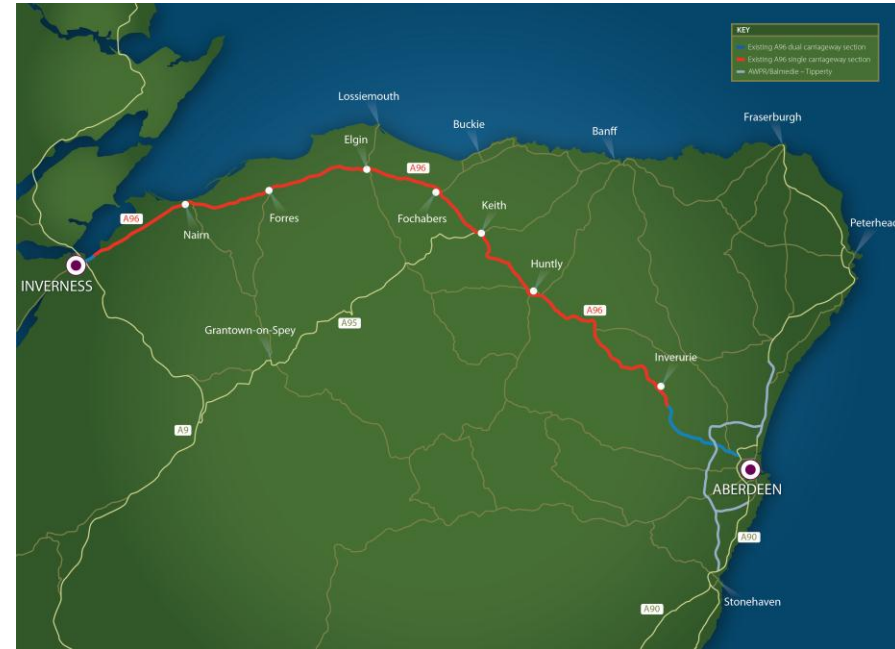 KEY
Existing A96 dual carriageway section
Existing A96 single carriageway section
AWPR/Balmedie – Tipperty
Lossiemouth
Buckie
Banff
Fraserburgh
Elgin
A96
Fochabers
Keith
Peterhead
A96
Nairn
Forres
INVERNESS
Huntly
A96
Grantown-on-Spey
A95
Inverurie
A9
ABERDEEN
A90
Stonehaven
A90